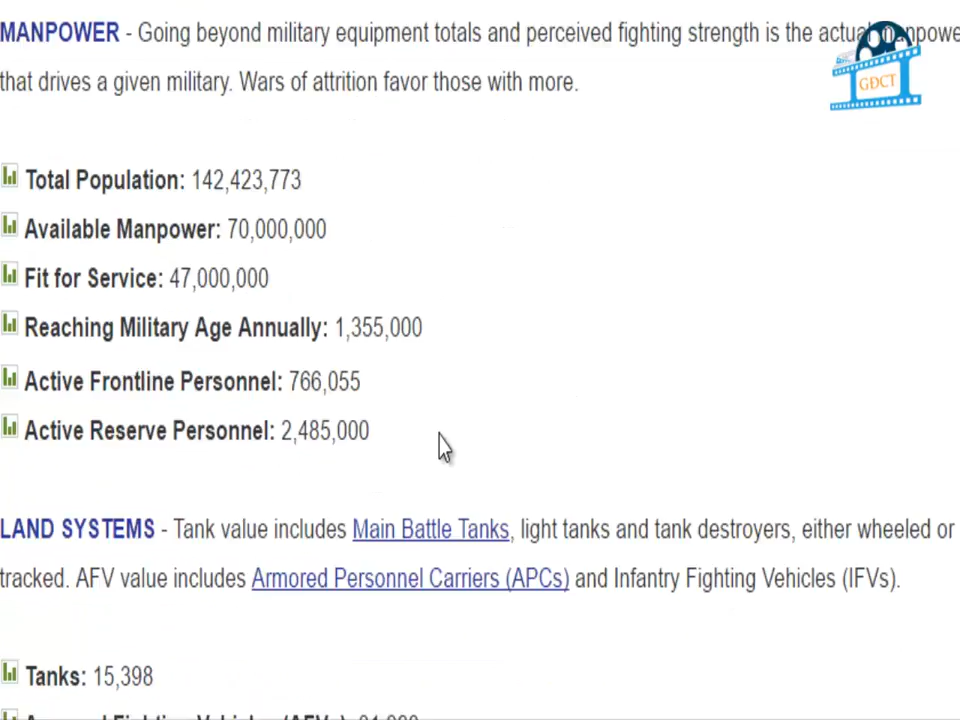 MANPOWER - Going beyond military equipment totals and perceived fighting strength is the actual
that drives a given military. Wars of attrition favor those with more.
GDCT
Total Population: 142,423,773
Available Manpower: 70,000,000
Fit for Service: 47,000,000
Reaching Military Age Annually: 1,355,000
Active Frontline Personnel: 766,055
Active Reserve Personnel: 2,485,000
LAND SYSTEMS - Tank value includes Main Battle Tanks, light tanks and tank destroyers, either wheeled or
tracked. AFV value includes Armored Personnel Carriers (APCs) and Infantry Fighting Vehicles (IFVs).
Tanks: 15,398